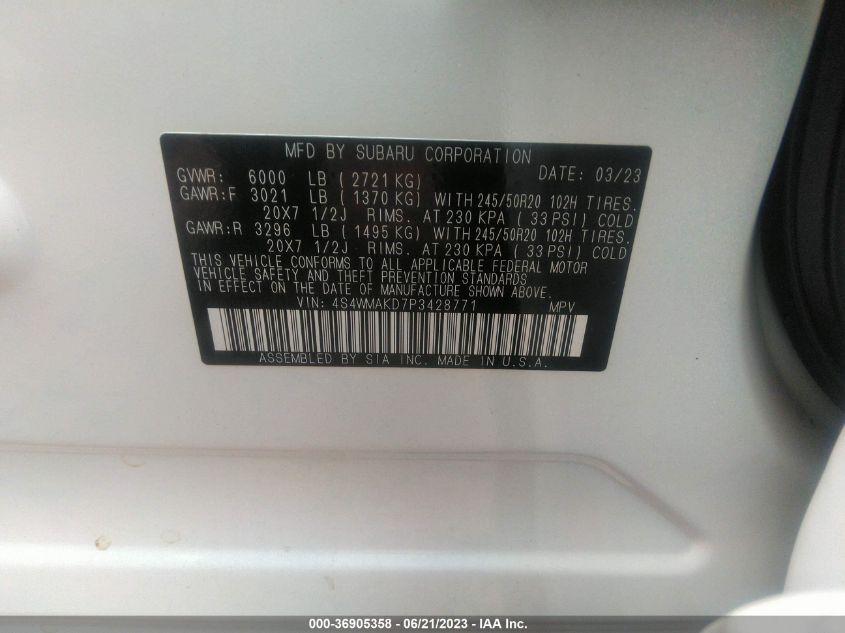 MFD BY SUBARU CORPORATION
GVWR: 6000 LB ( 2721 KG) DATE: 03/23
GAWR:F 3021 LB ( 1370 KG) WITH 245/50R20 102H TIRES.
20X7 1/2J RIMS. AT 230 KPA ( 33 PSI) COLD
GAWR:R 3296 LB ( 1495 KG) WITH 245/50R20 102H TIRES.
20X7 1/2J RIMS. AT 230 KPA ( 33 PSI) COLD
THIS VEHICLE CONFORMS TO ALL APPLICABLE FEDERAL MOTOR
VEHICLE SAFETY AND THEFT PREVENTION STANDARDS
IN EFFECT ON THE DATE OF MANUFACTURE SHOWN ABOVE.
VIN: 4S4WMAKD7P3428771 MPV
ASSEMBLED BY SIA INC. MADE IN U.S.A.
000-36905358 - 06/21/2023 - IAA Inc.